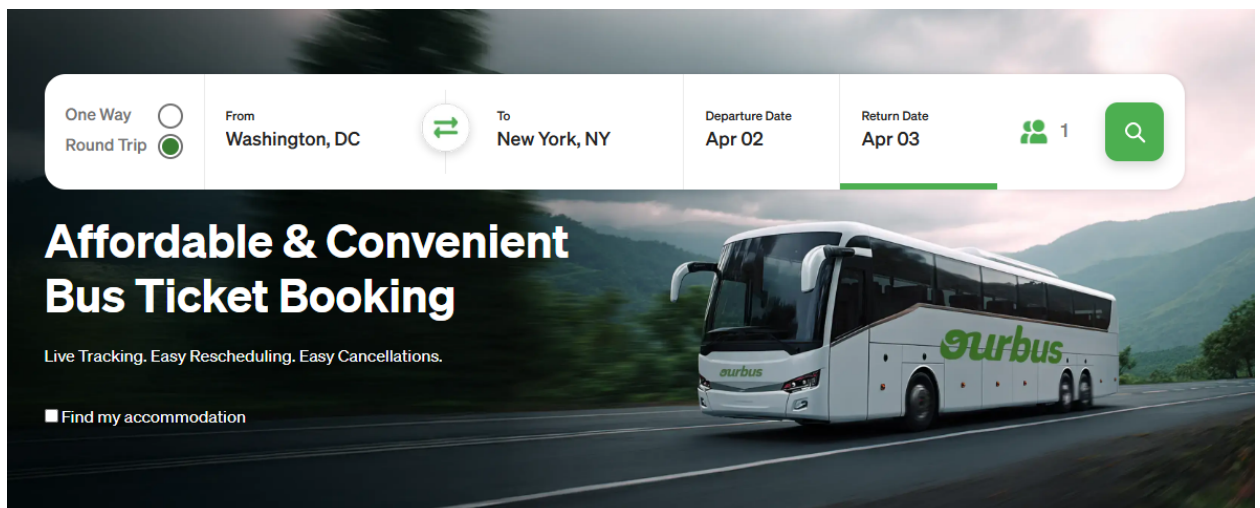 One Way
Round Trip
From
Washington, DC
To
New York, NY
Departure Date
Apr 02
Return Date
Apr 03
1
Affordable & Convenient
Bus Ticket Booking
Live Tracking. Easy Rescheduling. Easy Cancellations.
Find my accommodation
ourbus
ourbus